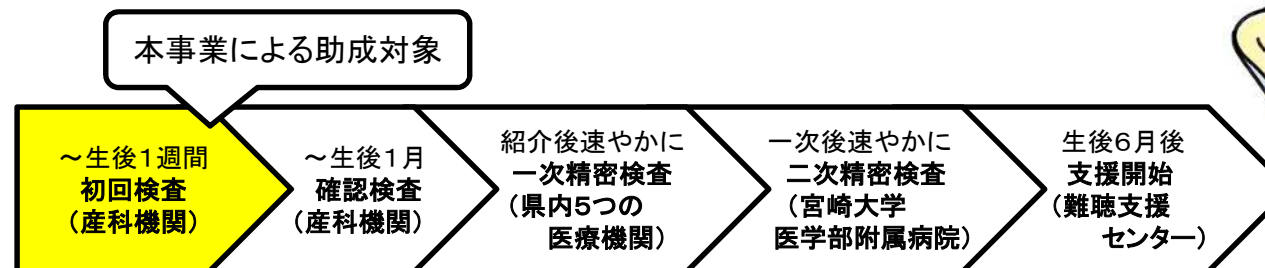 本事業による助成対象
～生後１週間
初回検査
（産科機関）
～生後１月
確認検査
（産科機関）
紹介後速やかに
一次精密検査
（県内５つの
医療機関）
一次後速やかに
二次精密検査
（宮崎大学
医学部附属病院）
生後６月後
支援開始
（難聴支援
センター）